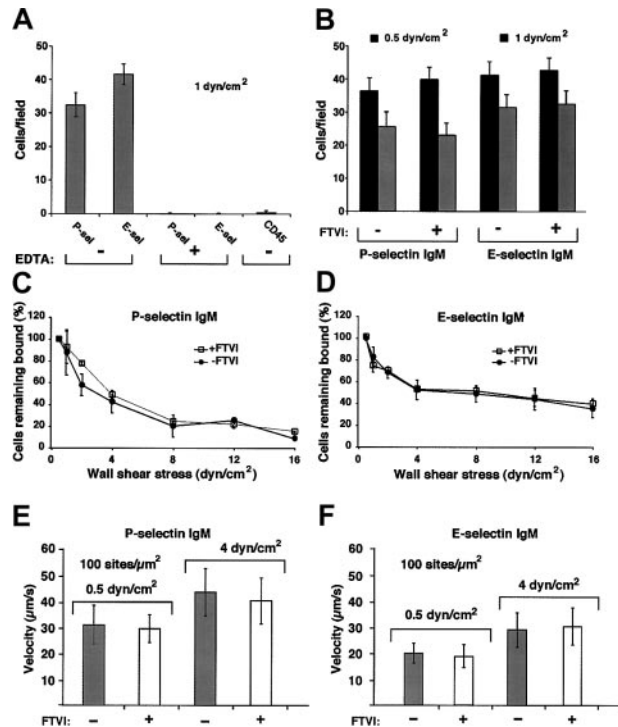 A
50
40
30
20
10
0
Cells/field
1 dyn/cm2
P-sel
E-sel
P-sel
E-sel
CD45
EDTA:
-
+
-
B
0.5 dyn/cm2
1 dyn/cm2
50
40
30
20
10
0
Cells/field
FTVI:
-
+
-
+
P-selectin IgM
E-selectin IgM
C
P-selectin IgM
120
100
80
60
40
20
0
Cells remaining bound (%)
+FTVI
-FTVI
0
4
8
12
16
Wall shear stress (dyn/cm2)
D
E-selectin IgM
120
100
80
60
40
20
0
Cells remaining bound (%)
+FTVI
-FTVI
0
4
8
12
16
Wall shear stress (dyn/cm2)
E
P-selectin IgM
60
50
40
30
20
10
Velocity (µm/s)
100 sites/µm2
0.5 dyn/cm2
4 dyn/cm2
FTVI:
–
+
–
+
F
E-selectin IgM
60
50
40
30
20
10
Velocity (µm/s)
100 sites/µm2
0.5 dyn/cm2
4 dyn/cm2
FTVI:
–
+
–
+